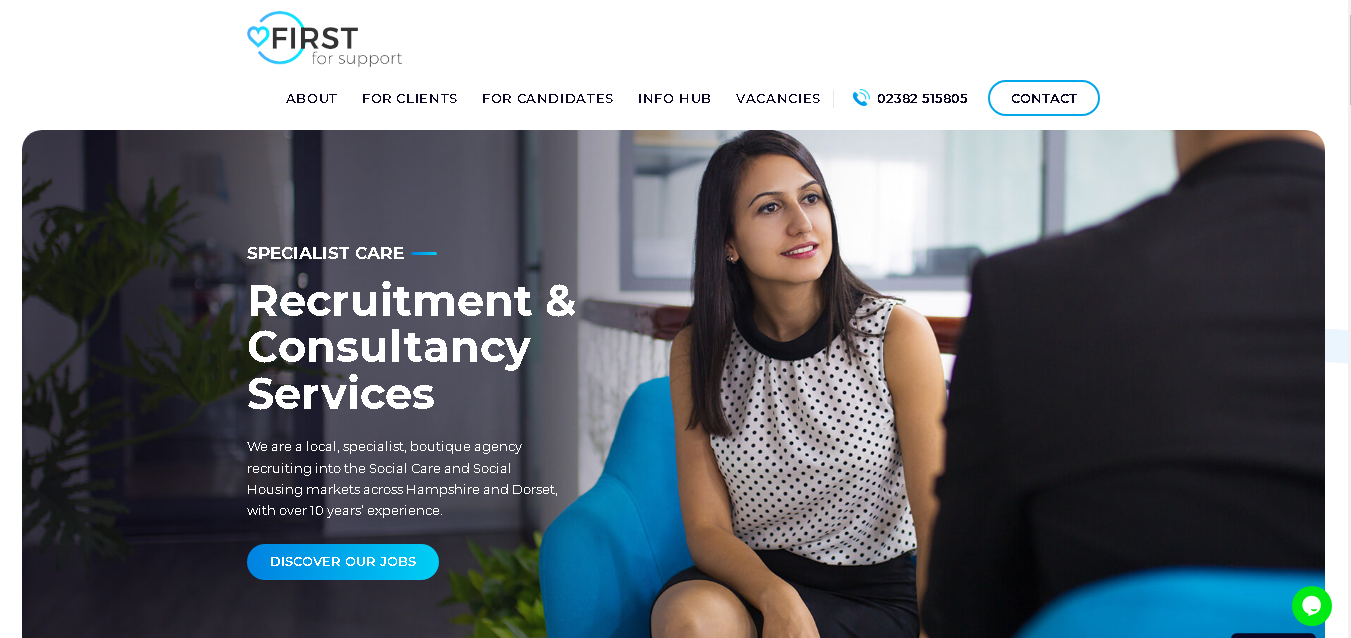 FIRST
for support
ABOUT FOR CLIENTS FOR CANDIDATES INFO HUB VACANCIES 02382 515805 CONTACT
SPECIALIST CARE
Recruitment &
Consultancy
Services
We are a local, specialist, boutique agency
recruiting into the Social Care and Social
Housing markets across Hampshire and Dorset,
with over 10 years' experience.
DISCOVER OUR JOBS